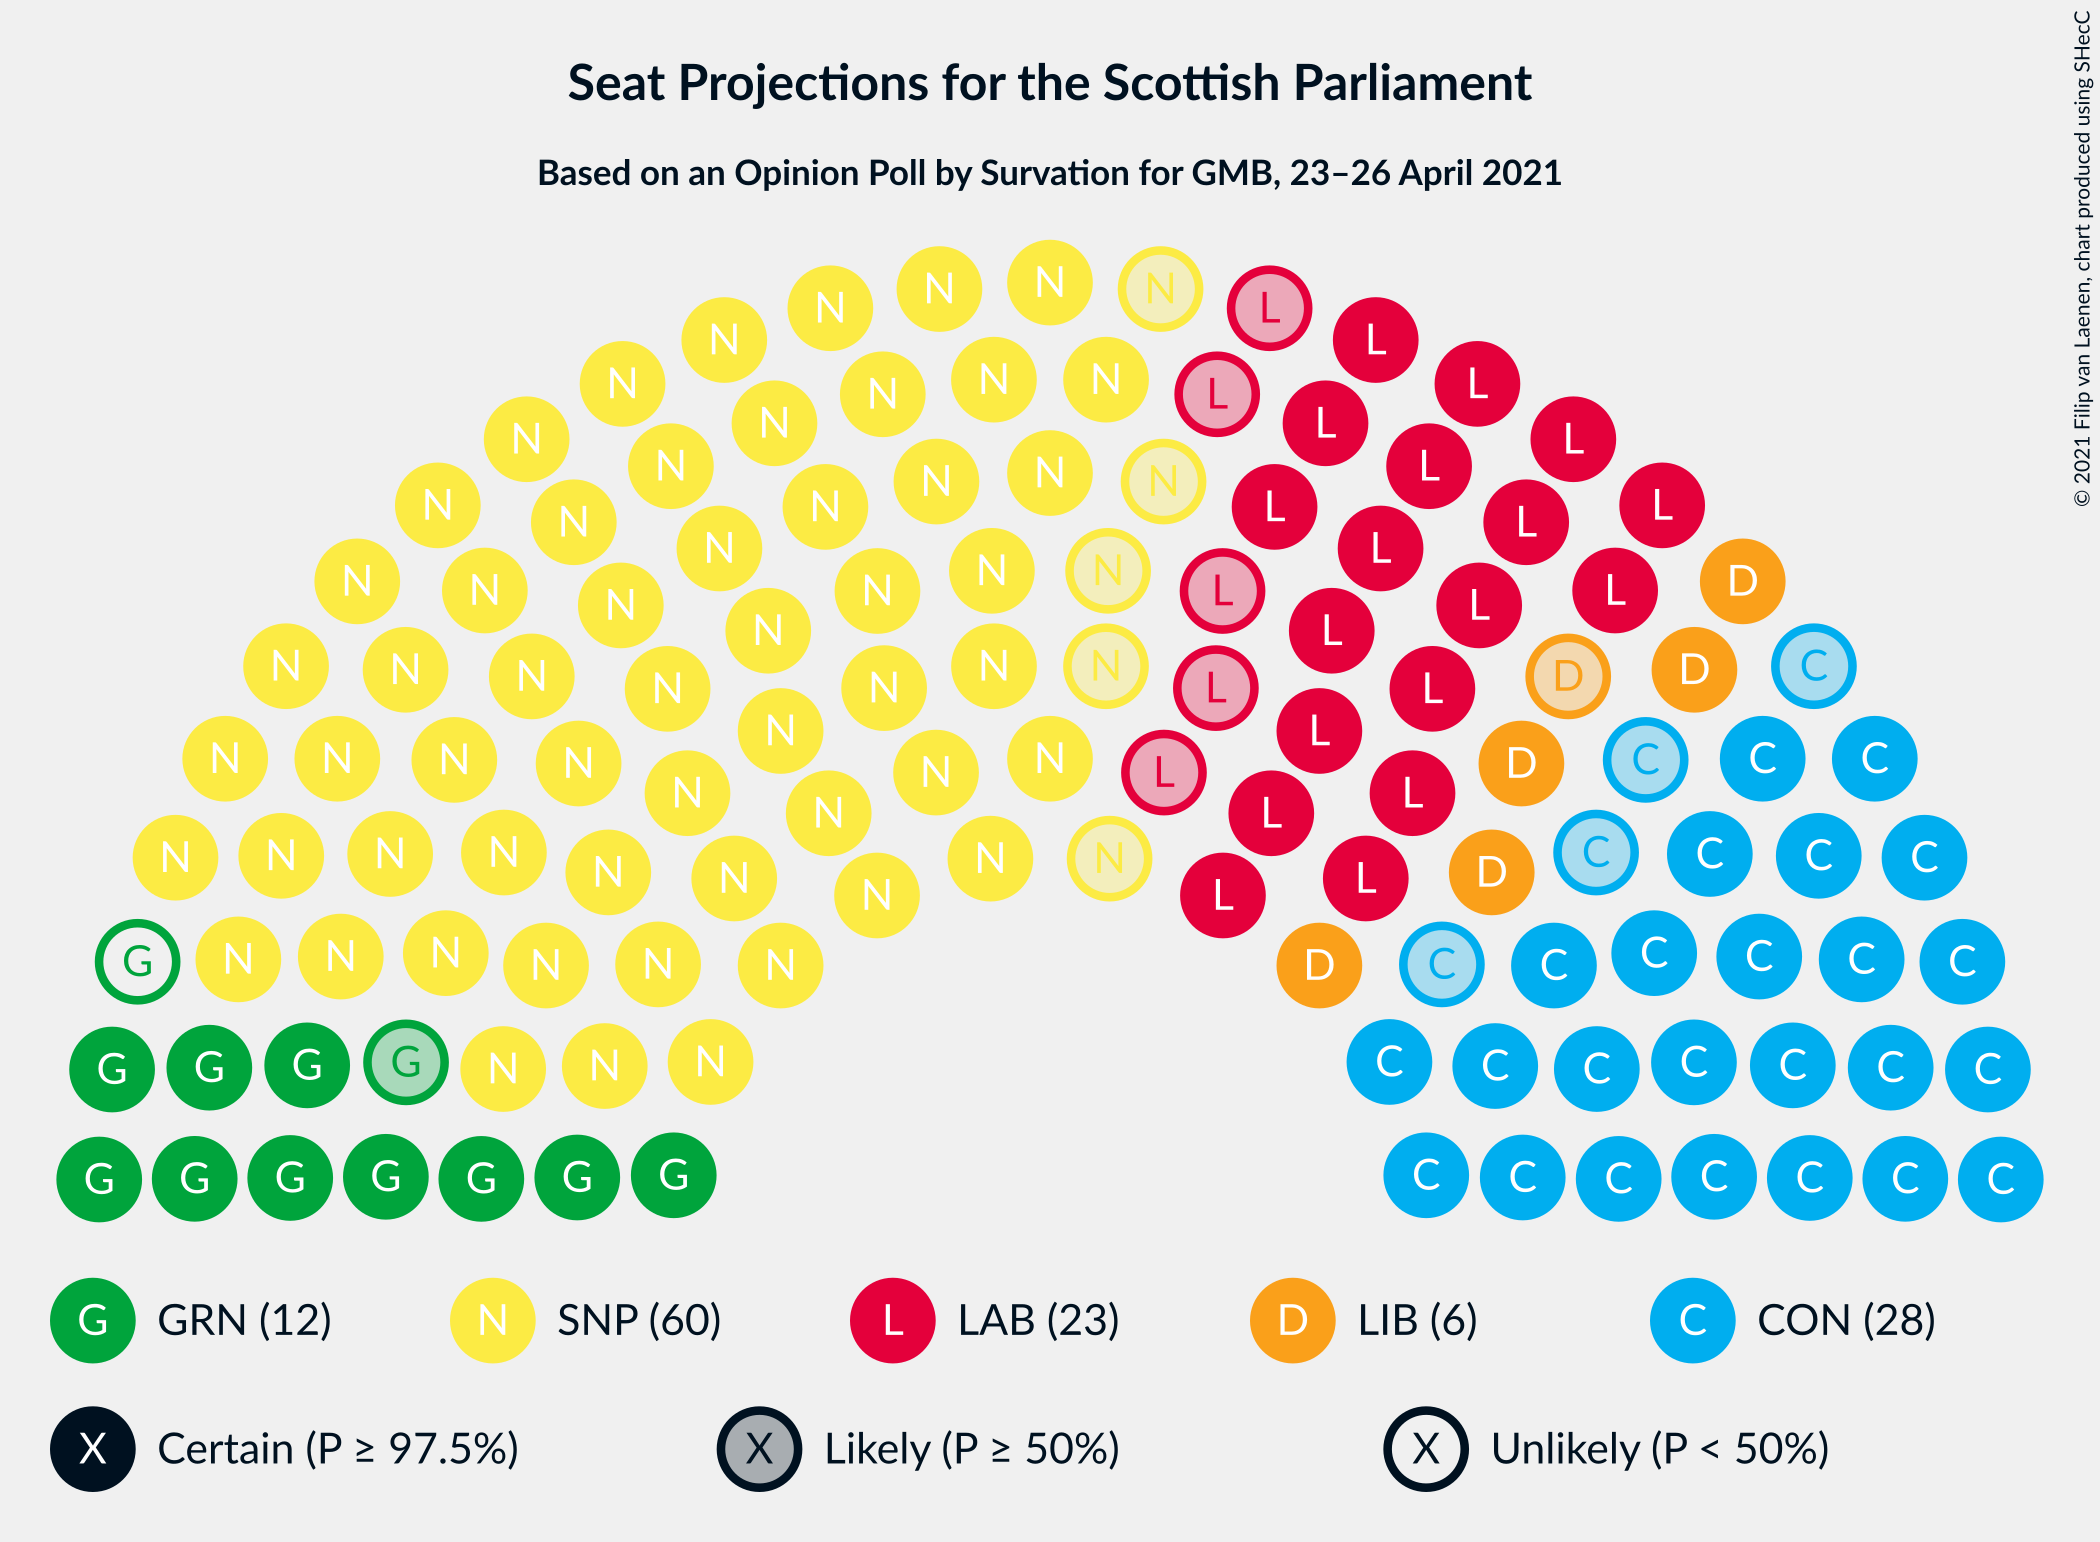 Seat Projections for the Scottish Parliament
Based on an Opinion Poll by Survation for GMB, 23–26 April 2021
© 2021 Filip van Laenen, chart produced using SHecC
N N N N L
N L
N N N N L L
N N L L
N N N N N N L L L
N N L L
N N N N N N L L L D
N L
N N N N N N N L L D D C
N L
N N N N N N N L L D C C C
N L
N N N N N N N N N L L D C C C C
G N N N N N N D C C C C C C
G G G G N N N C C C C C C C
G G G G G G G C C C C C C C
G GRN (12) N SNP (60) L LAB (23) D LIB (6) C CON (28)
X Certain (P ≥ 97.5%) X Likely (P ≥ 50%) X Unlikely (P < 50%)